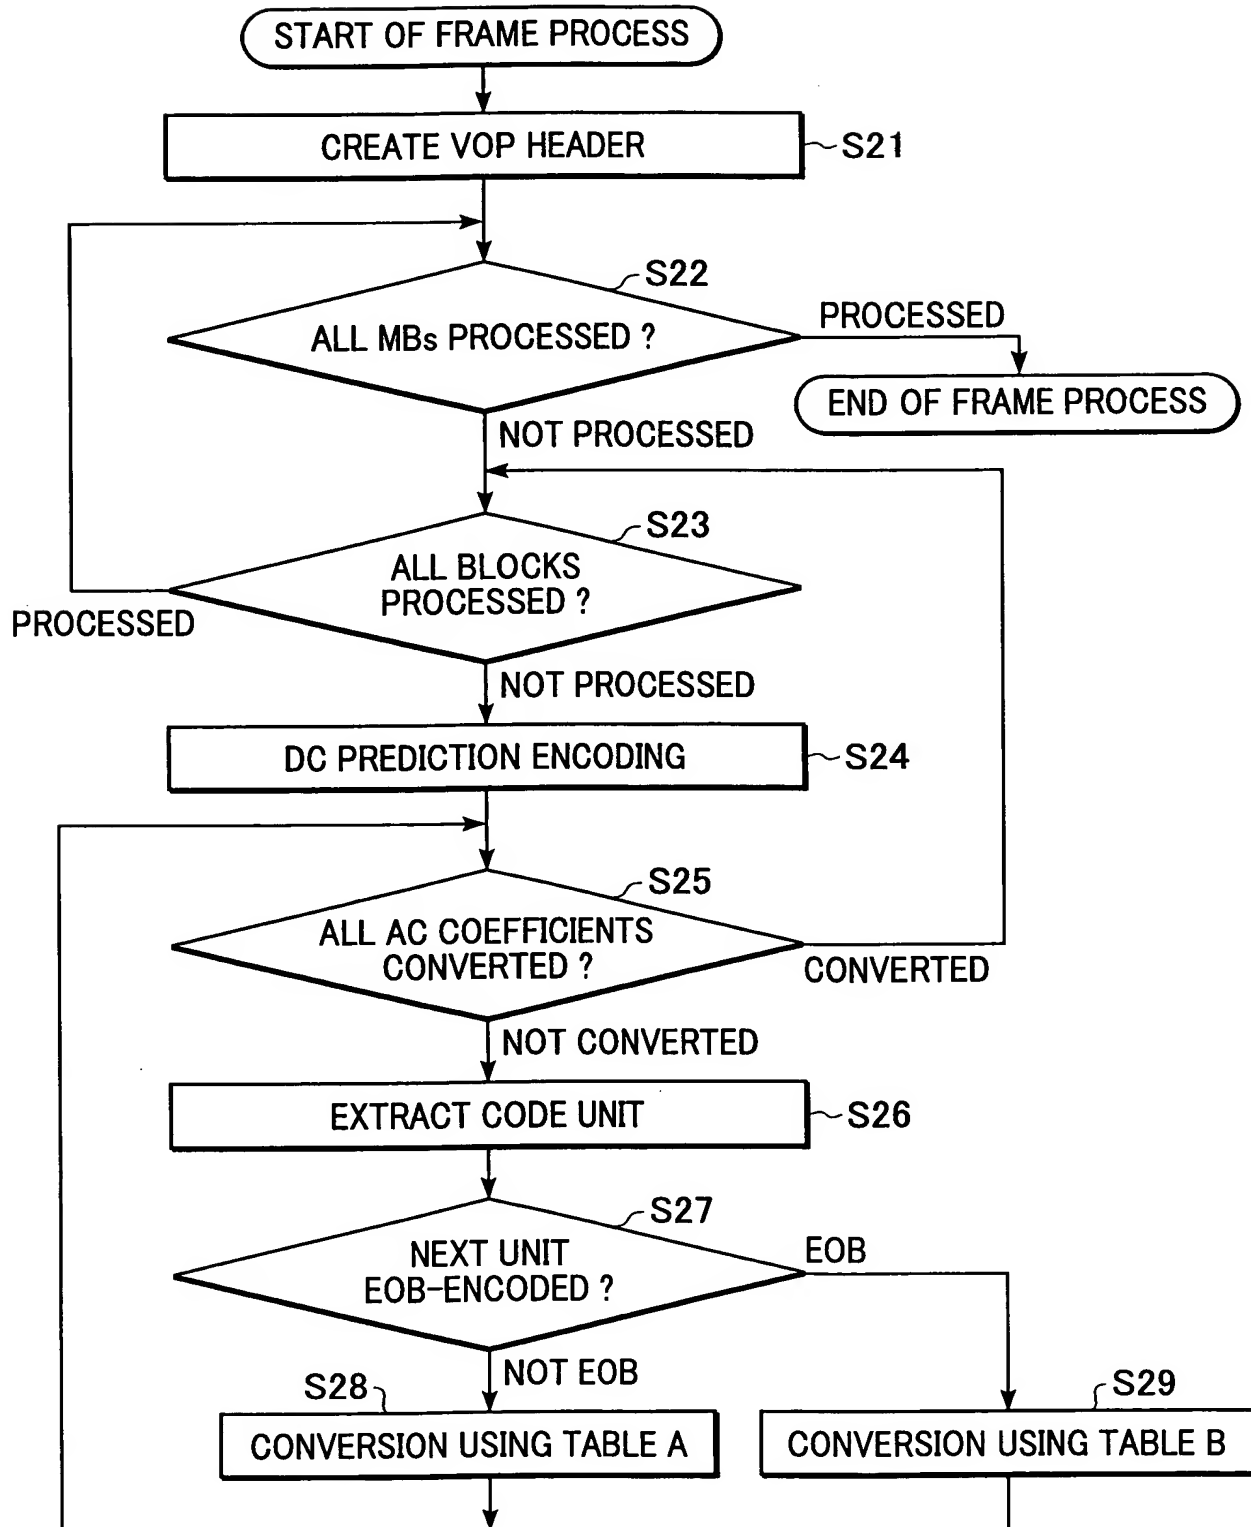 START OF FRAME PROCESS
CREATE VOP HEADER
S21
S22
ALL MBs PROCESSED ?
PROCESSED
END OF FRAME PROCESS
NOT PROCESSED
S23
ALL BLOCKS
PROCESSED ?
PROCESSED
NOT PROCESSED
DC PREDICTION ENCODING
S24
S25
ALL AC COEFFICIENTS
CONVERTED ?
CONVERTED
NOT CONVERTED
EXTRACT CODE UNIT
S26
S27
NEXT UNIT
EOB-ENCODED ?
EOB
NOT EOB
S28
S29
CONVERSION USING TABLE A
CONVERSION USING TABLE B